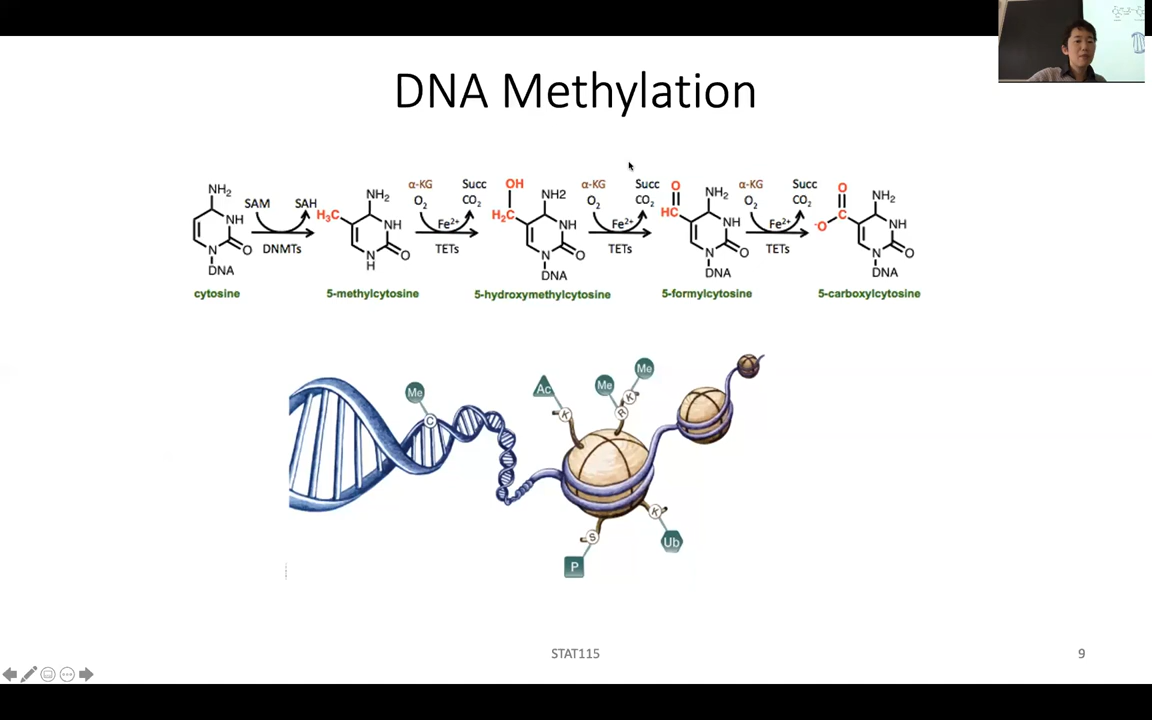 DNA Methylation
NH₂ NH N O DNA
SAM SAH
DNMTs
cytosine
H₃C NH₂ NH N H O
α-KG Succ
O₂ CO₂
Fe²⁺
TETs
5-methylcytosine
OH H₂C NH2 NH N O DNA
α-KG Succ
O₂ CO₂
Fe²⁺
TETs
5-hydroxymethylcytosine
O HC NH₂ NH N O DNA
α-KG Succ
O₂ CO₂
Fe²⁺
TETs
5-formylcytosine
O C ⁻O NH₂ NH N O DNA
5-carboxylcytosine
Me
C
Ac
K
Me
R
Me
K
K
Ub
S
P
STAT115
9